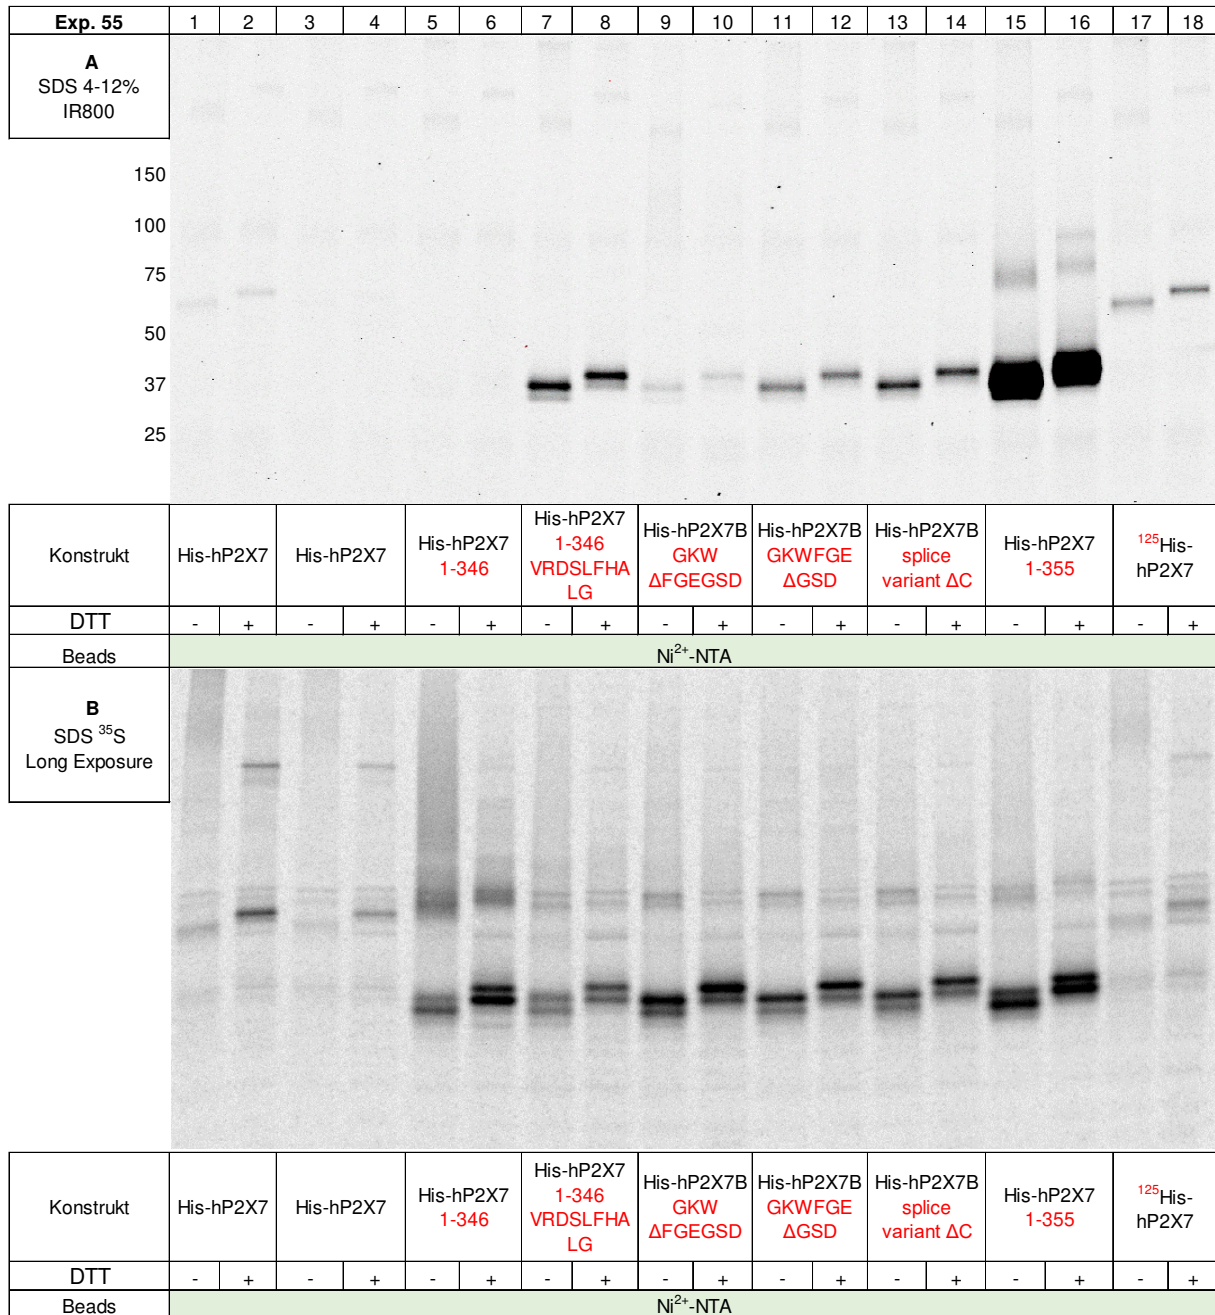 Exp. 55 1 2 3 4 5 6 7 8 9 10 11 12 13 14 15 16 17 18
A
SDS 4-12%
IR800
150
100
75
50
37
25
Konstrukt
His-hP2X7
His-hP2X7
His-hP2X7
1-346
His-hP2X7
1-346
VRDSLFHA
LG
His-hP2X7B
GKW
ΔFGEGSD
His-hP2X7B
GKWFGE
ΔGSD
His-hP2X7B
splice
variant ΔC
His-hP2X7
1-355
¹²⁵His-
hP2X7
DTT - + - + - + - + - + - + - + - + - +
Beads Ni²⁺-NTA
B
SDS ³⁵S
Long Exposure
Konstrukt
His-hP2X7
His-hP2X7
His-hP2X7
1-346
His-hP2X7
1-346
VRDSLFHA
LG
His-hP2X7B
GKW
ΔFGEGSD
His-hP2X7B
GKWFGE
ΔGSD
His-hP2X7B
splice
variant ΔC
His-hP2X7
1-355
¹²⁵His-
hP2X7
DTT - + - + - + - + - + - + - + - + - +
Beads Ni²⁺-NTA